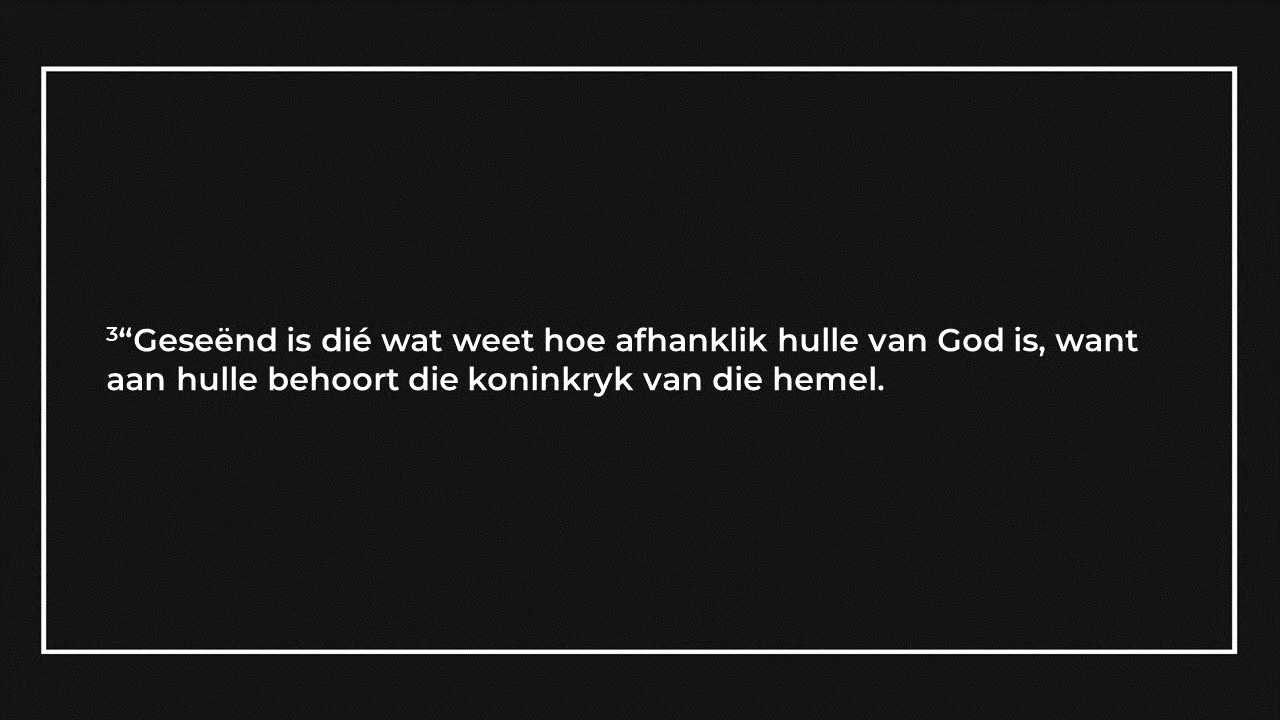 ³“Geseënd is dié wat weet hoe afhanklik hulle van God is, want
aan hulle behoort die koninkryk van die hemel.